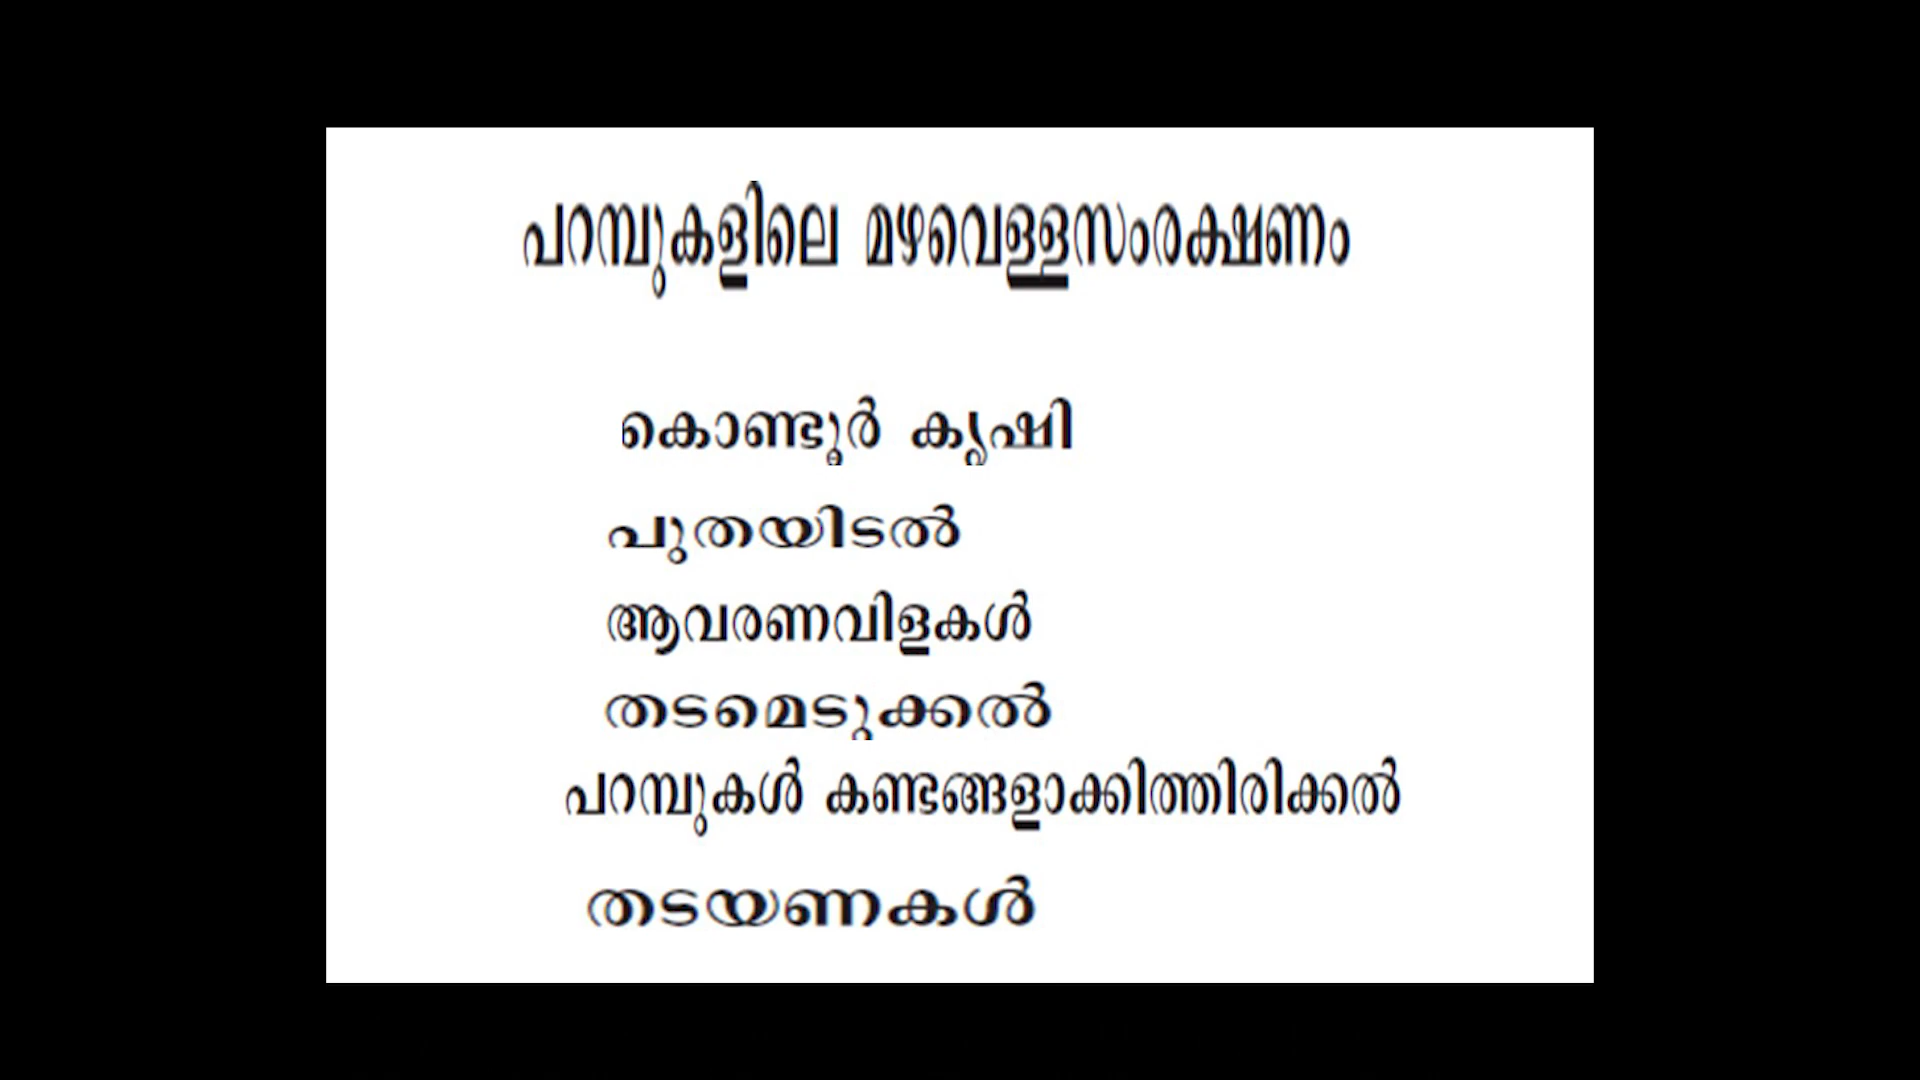 പറമ്പുകളിലെ മഴവെള്ളസംരക്ഷണം
കൊണ്ടൂർ കൃഷി
പുതയിടൽ
ആവരണവിളകൾ
തടമെടുക്കൽ
പറമ്പുകൾ കണ്ടങ്ങളാക്കിത്തിരിക്കൽ
തടയണകൾ